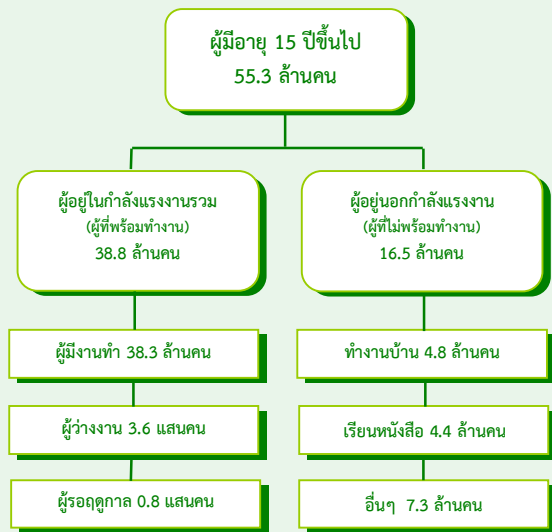 ผู้มีอายุ 15 ปีขึ้นไป
55.3 ล้านคน
ผู้อยู่ในกำลังแรงงานรวม
(ผู้ที่พร้อมทำงาน)
38.8 ล้านคน
ผู้อยู่นอกกำลังแรงงาน
(ผู้ที่ไม่พร้อมทำงาน)
16.5 ล้านคน
ผู้มีงานทำ 38.3 ล้านคน
ทำงานบ้าน 4.8 ล้านคน
ผู้ว่างงาน 3.6 แสนคน
เรียนหนังสือ 4.4 ล้านคน
ผู้รอฤดูกาล 0.8 แสนคน
อื่นๆ 7.3 ล้านคน